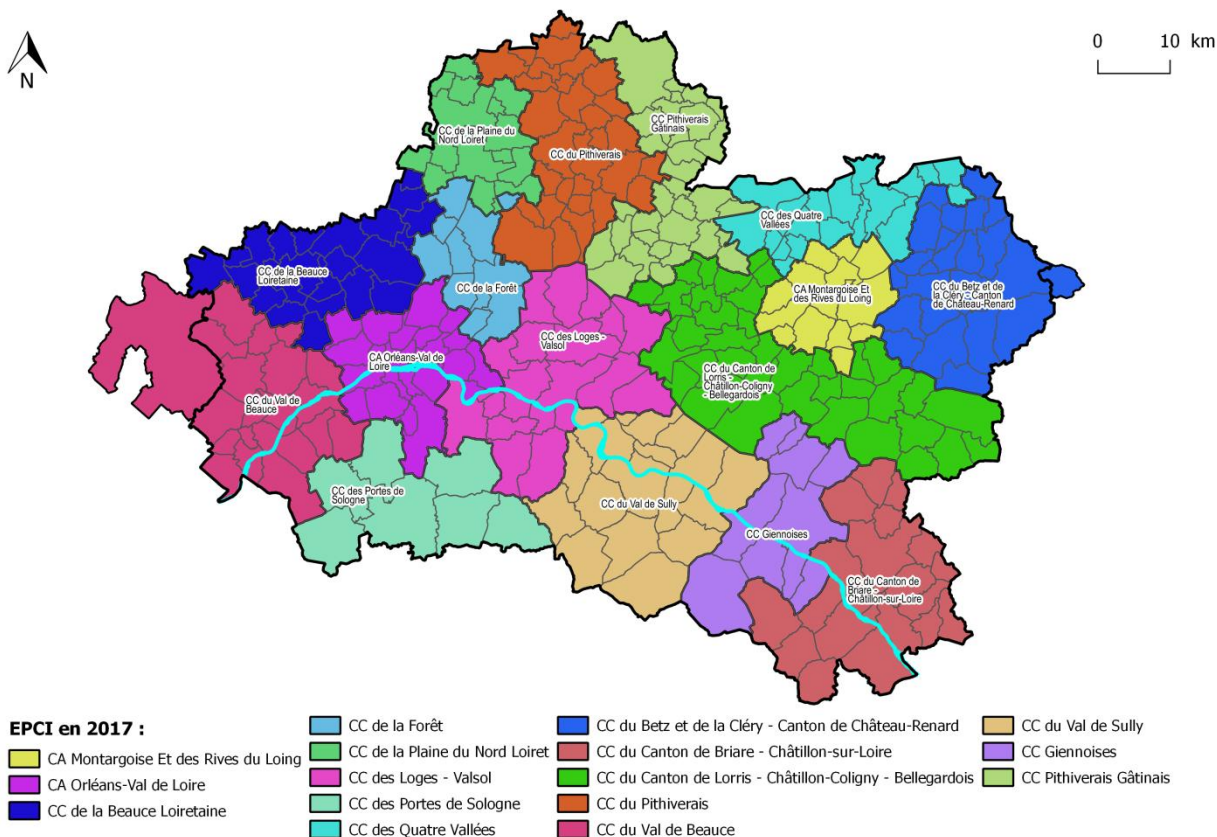 N
0 10 km
CC de la Plaine du
Nord Loiret
CC Pithiverais
Gâtinais
CC du Pithiverais
CC des Quatre
Vallées
CC de la Beauce
Loiretaine
CC de la Forêt
CA Montargoise Et
des Rives du Loing
CC du Betz et de
la Cléry - Canton
de Château-Renard
CC des Loges -
Valsol
CA Orléans-Val de
Loire
CC du Canton de
Lorris -
Châtillon-Coligny
- Bellegardois
CC du Val de
Beauce
CC des Portes de
Sologne
CC du Val de Sully
CC Giennoises
CC du Canton de
Briare -
Châtillon-sur-Loire
EPCI en 2017 :
CA Montargoise Et des Rives du Loing
CA Orléans-Val de Loire
CC de la Beauce Loiretaine
CC de la Forêt
CC de la Plaine du Nord Loiret
CC des Loges - Valsol
CC des Portes de Sologne
CC des Quatre Vallées
CC du Betz et de la Cléry - Canton de Château-Renard
CC du Canton de Briare - Châtillon-sur-Loire
CC du Canton de Lorris - Châtillon-Coligny - Bellegardois
CC du Pithiverais
CC du Val de Beauce
CC du Val de Sully
CC Giennoises
CC Pithiverais Gâtinais